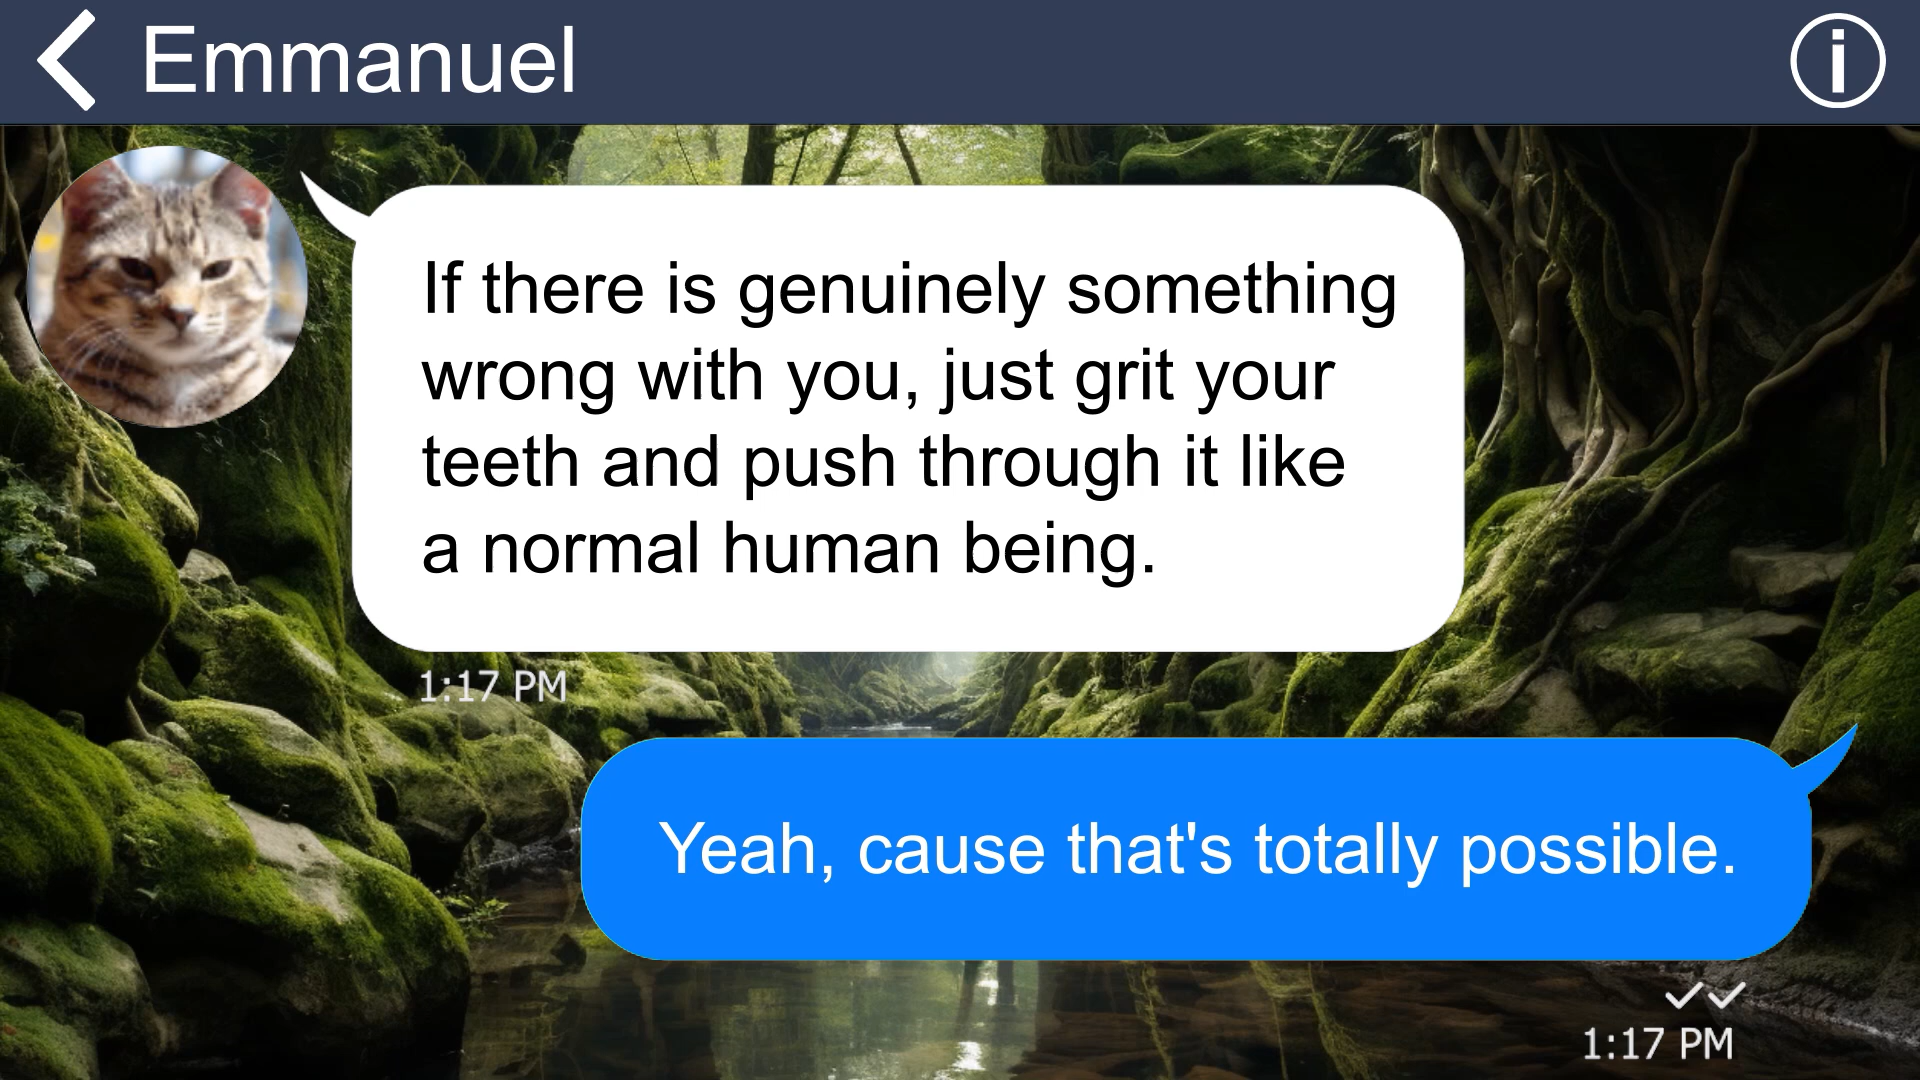 Emmanuel
If there is genuinely something
wrong with you, just grit your
teeth and push through it like
a normal human being.
1:17 PM
Yeah, cause that's totally possible.
1:17 PM